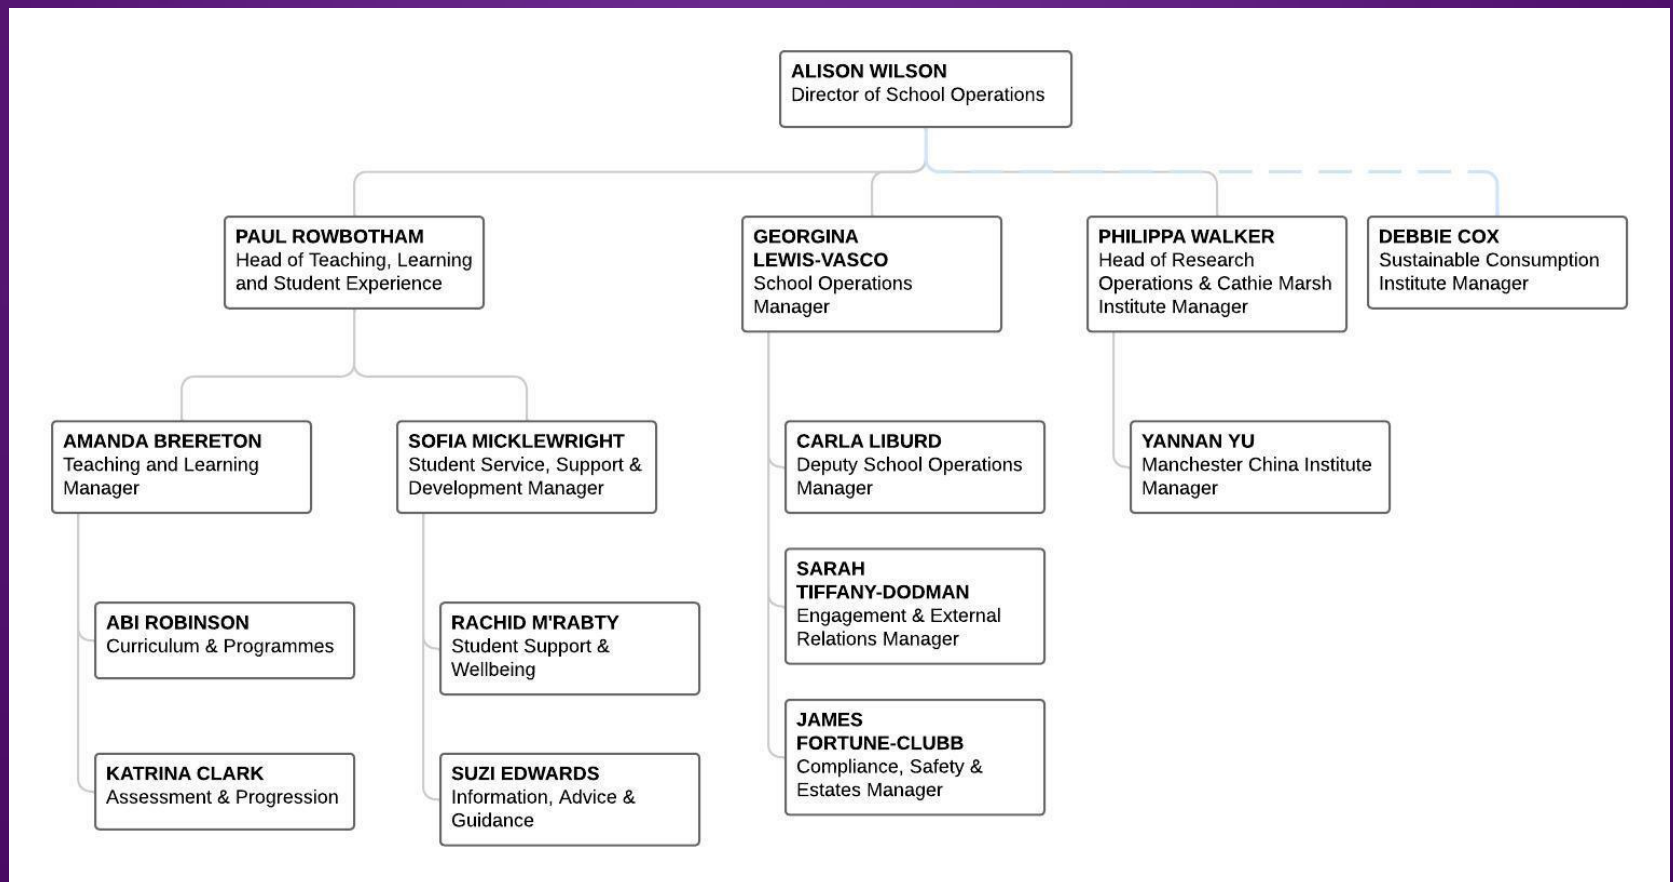 ALISON WILSON
Director of School Operations
PAUL ROWBOTHAM
Head of Teaching, Learning
and Student Experience
GEORGINA
LEWIS-VASCO
School Operations
Manager
PHILIPPA WALKER
Head of Research
Operations & Cathie Marsh
Institute Manager
DEBBIE COX
Sustainable Consumption
Institute Manager
AMANDA BRERETON
Teaching and Learning
Manager
SOFIA MICKLEWRIGHT
Student Service, Support &
Development Manager
CARLA LIBURD
Deputy School Operations
Manager
YANNAN YU
Manchester China Institute
Manager
SARAH
TIFFANY-DODMAN
Engagement & External
Relations Manager
ABI ROBINSON
Curriculum & Programmes
RACHID M'RABTY
Student Support &
Wellbeing
JAMES
FORTUNE-CLUBB
Compliance, Safety &
Estates Manager
KATRINA CLARK
Assessment & Progression
SUZI EDWARDS
Information, Advice &
Guidance